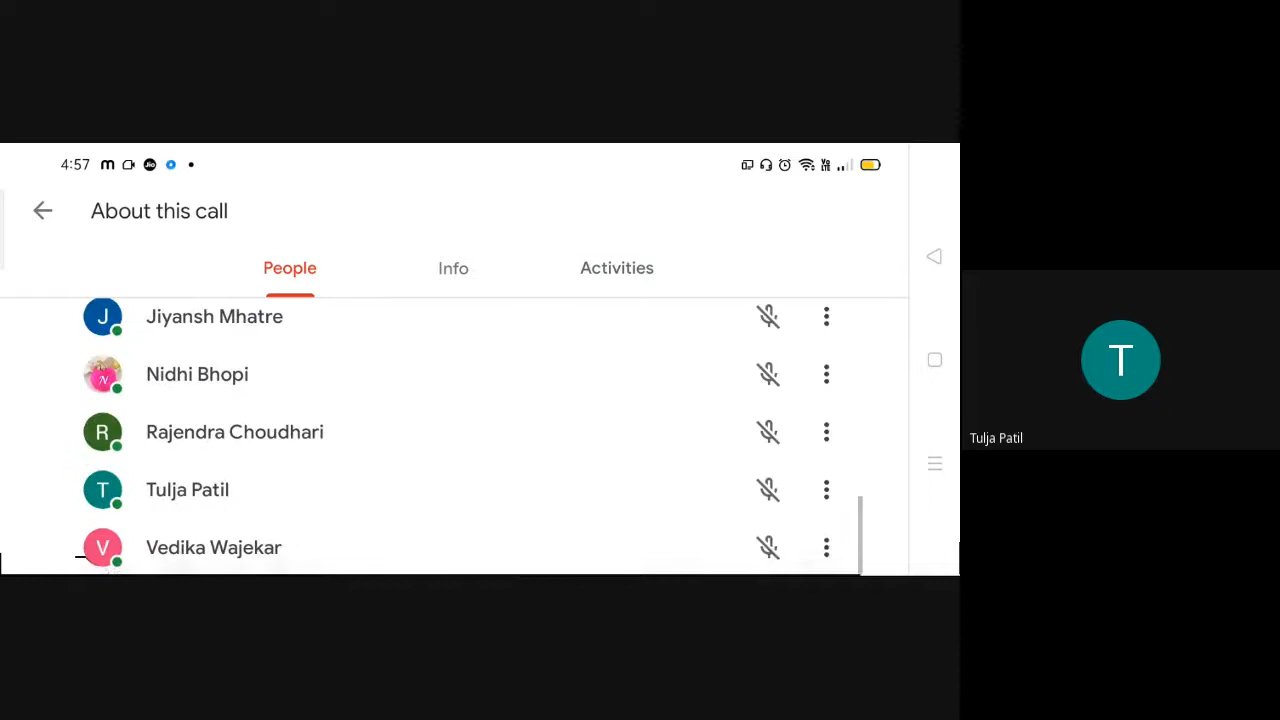 4:57
About this call
People Info Activities
J Jiyansh Mhatre
N Nidhi Bhopi
R Rajendra Choudhari
T Tulja Patil
V Vedika Wajekar
T
Tulja Patil